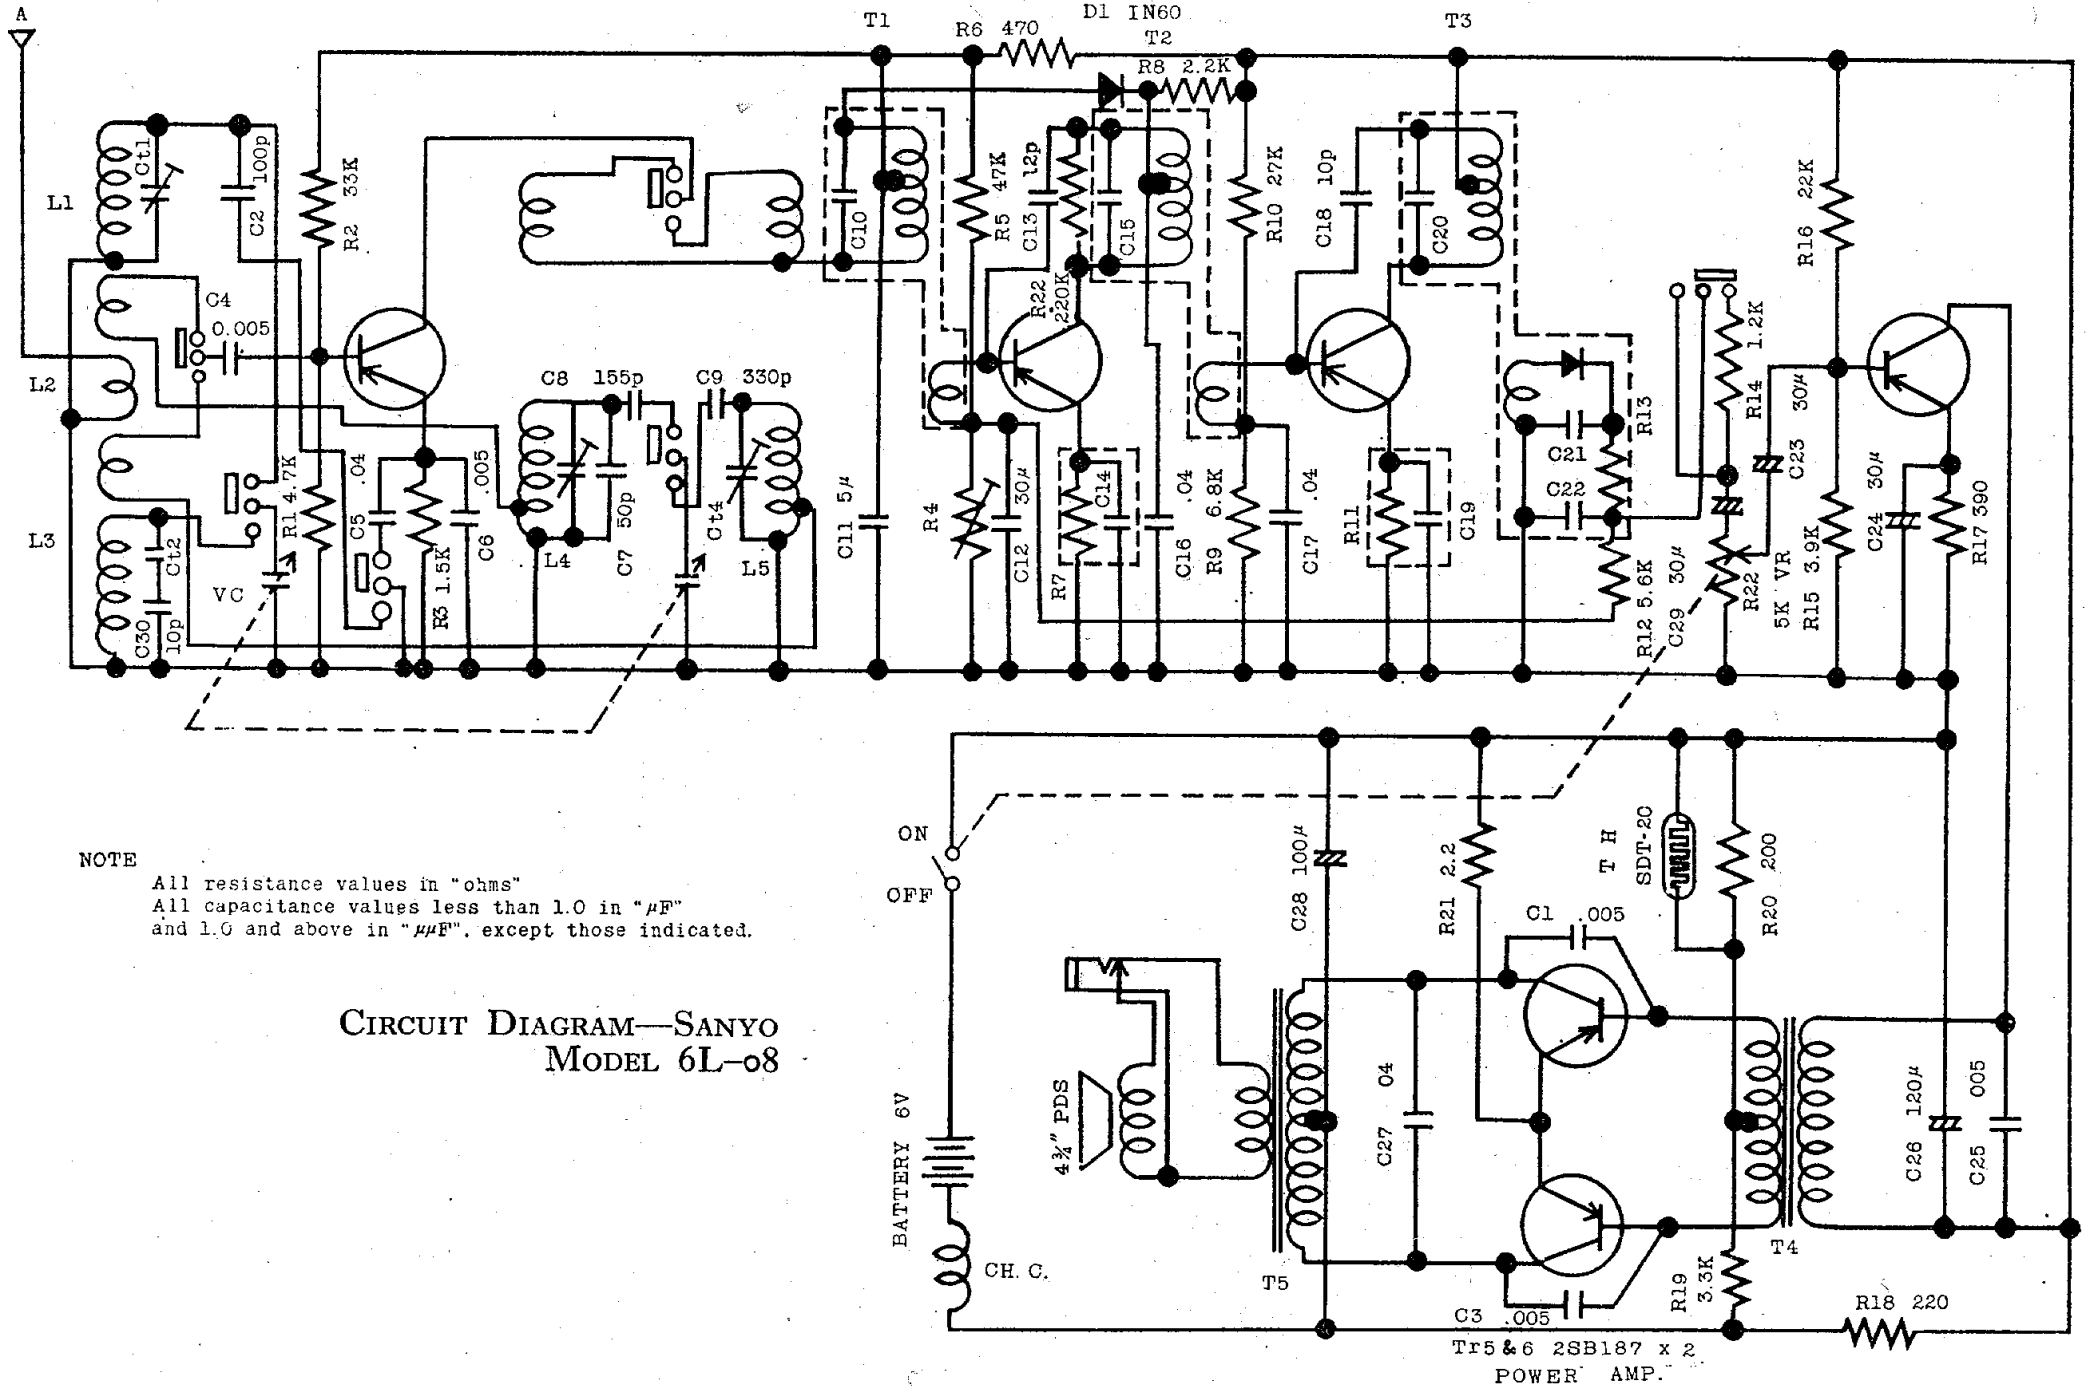 A
T1
R6 470
D1 IN60
T2
T3
R8 2.2K
L1
Ct1
C2 100p
R2 33K
C10
R5 47K
C13 12p
C15
R10 27K
C18 10p
C20
R16 22K
C4
0.005
R22
220K
L2
C8 155p
C9 330p
R14 1.2K
R13
30μ
C23
C21
C22
L3
Ct2
C30
10p
VC
R1 4.7K
C5 .04
R3 1.5K
C6 .005
L4
C7 50p
Ct4
L5
C11 5μ
R4
C12 30μ
R7
C14
C16 .04
R9 6.8K
C17 .04
R11
C19
R12 5.6K
C29 30μ
R22
5K VR
R15 3.9K
C24 30μ
R17 390
ON
OFF
C28 100μ
R21 2.2
T H
SDT-20
R20 200
C1 .005
NOTE
All resistance values in "ohms"
All capacitance values less than 1.0 in "μF"
and 1.0 and above in "μμF". except those indicated.
CIRCUIT DIAGRAM—SANYO
MODEL 6L–08
BATTERY 6V
CH. C.
4¾" PDS
T5
C27 04
C3 .005
R19
3.3K
T4
C26 120μ
C25 005
R18 220
Tr5 & 6 2SB187 x 2
POWER AMP.